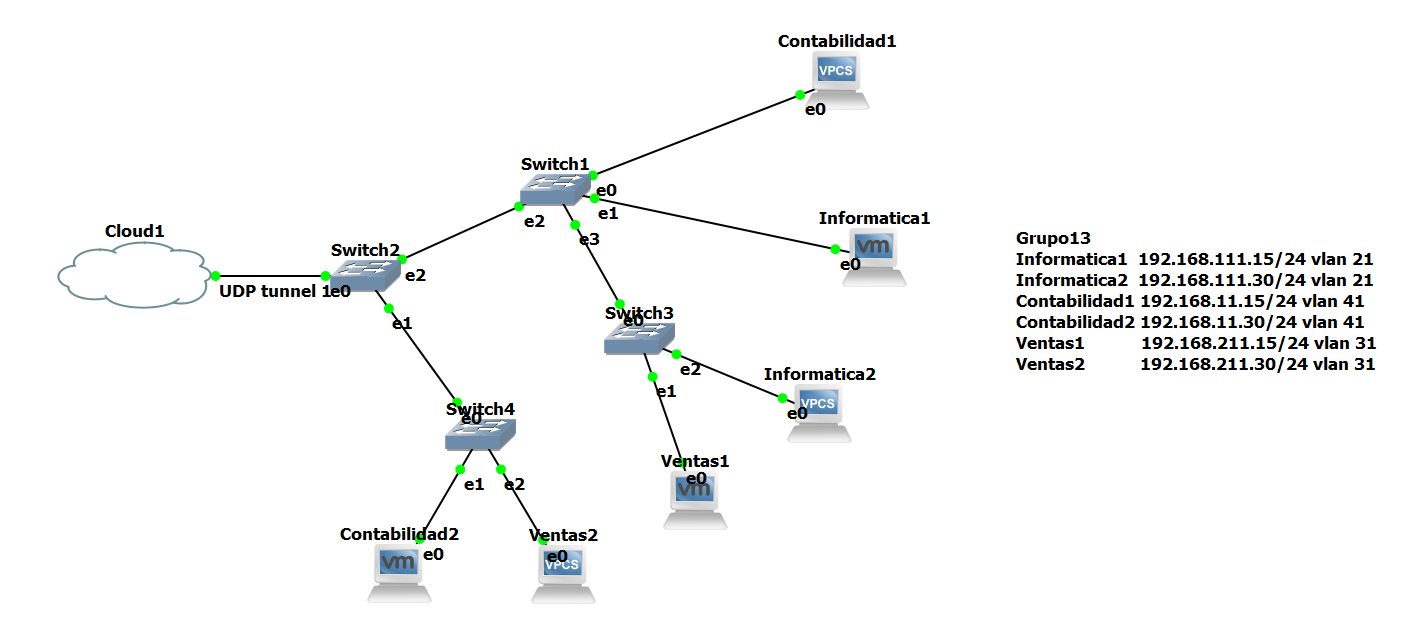 Contabilidad1
VPCS
e0
Switch1
e0
e1
e2
e3
Informatica1
vm
e0
Cloud1
Switch2
e2
UDP tunnel 1
e0
e1
Switch3
e0
e2
e1
Informatica2
VPCS
e0
Switch4
e0
e1
e2
Ventas1
e0
vm
Contabilidad2
vm
e0
Ventas2
e0
VPCS
Grupo13
Informatica1 192.168.111.15/24 vlan 21
Informatica2 192.168.111.30/24 vlan 21
Contabilidad1 192.168.11.15/24 vlan 41
Contabilidad2 192.168.11.30/24 vlan 41
Ventas1 192.168.211.15/24 vlan 31
Ventas2 192.168.211.30/24 vlan 31